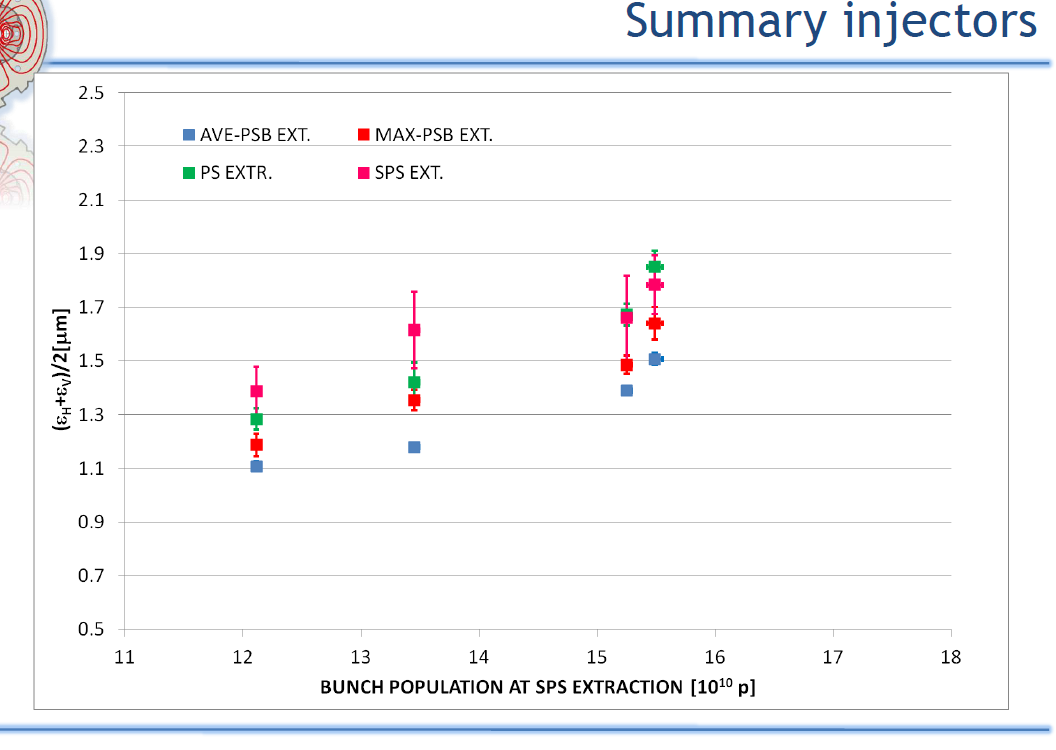 Summary injectors
AVE-PSB EXT. MAX-PSB EXT.
PS EXTR. SPS EXT.
2.5
2.3
2.1
1.9
1.7
1.5
1.3
1.1
0.9
0.7
0.5
(εH+εV)/2[μm]
11 12 13 14 15 16 17 18
BUNCH POPULATION AT SPS EXTRACTION [10¹⁰ p]